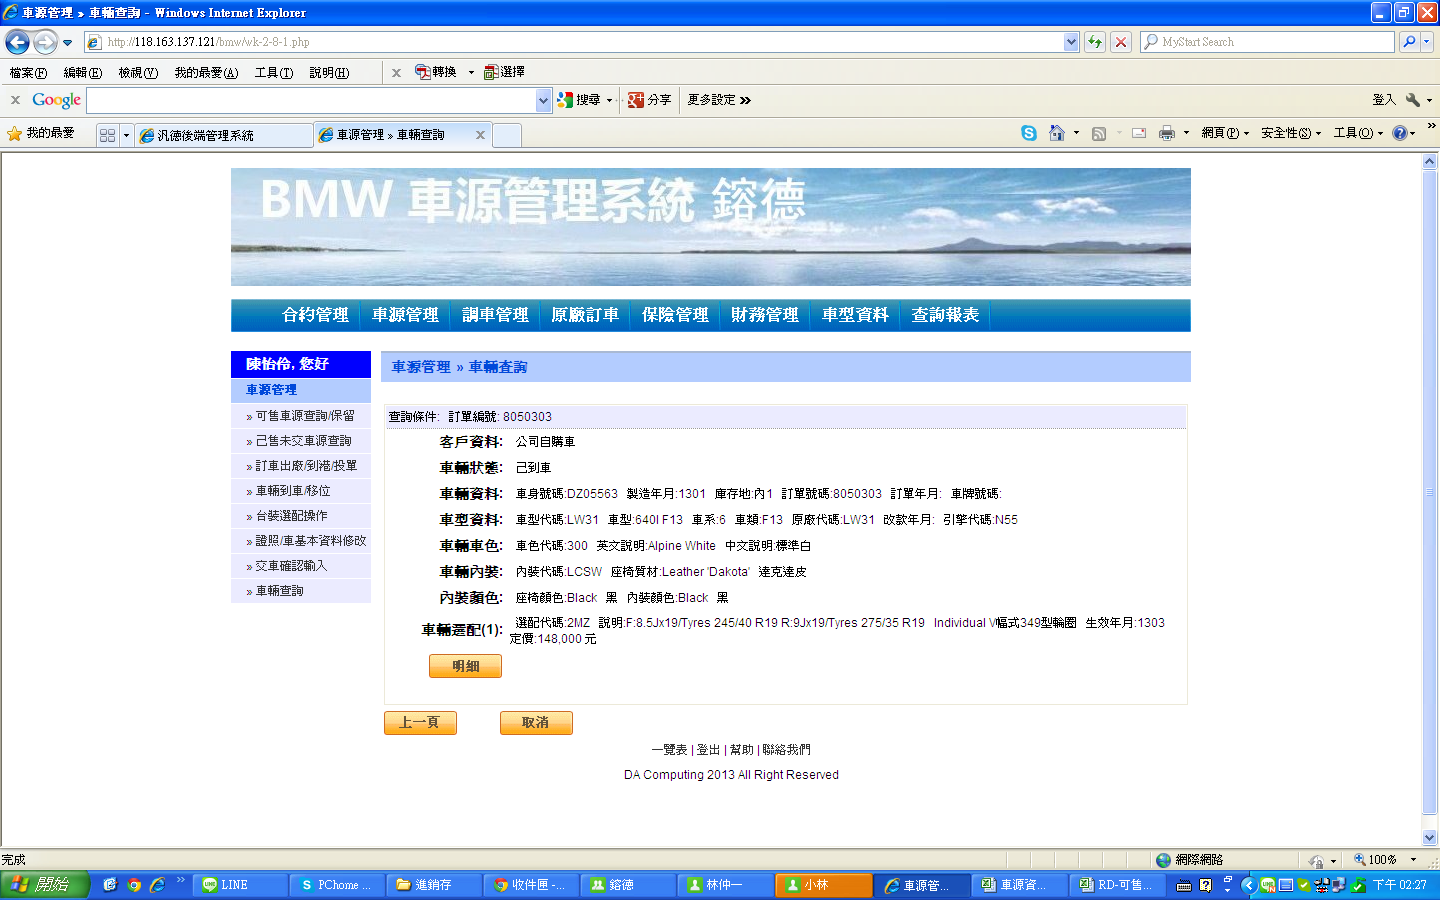 車源管理 » 車輛查詢 - Windows Internet Explorer
http://118.163.137.121/bmw/wk-2-8-1.php
MyStart Search
檔案(F) 編輯(E) 檢視(V) 我的最愛(A) 工具(T) 說明(H)
轉換 選擇
Google 搜尋 分享 更多設定 » 登入
我的最愛 汎德後端管理系統 車源管理 » 車輛查詢 網頁(P) 安全性(S) 工具(O)
BMW 車源管理系統 鎔德
合約管理 車源管理 調車管理 原廠訂車 保險管理 財務管理 車型資料 查詢報表
陳怡伶, 您好
車源管理
» 可售車源查詢/保留
» 己售未交車源查詢
» 訂車出廠/到港/投單
» 車輛到車/移位
» 台裝選配操作
» 證照/車基本資料修改
» 交車確認輸入
» 車輛查詢
車源管理 » 車輛查詢
查詢條件: 訂單編號: 8050303
客戶資料: 公司自購車
車輛狀態: 己到車
車輛資料: 車身號碼:DZ05563 製造年月:1301 庫存地:內1 訂單號碼:8050303 訂單年月: 車牌號碼:
車型資料: 車型代碼:LW31 車型:640I F13 車系:6 車類:F13 原廠代碼:LW31 改款年月: 引擎代碼:N55
車輛車色: 車色代碼:300 英文說明:Alpine White 中文說明:標準白
車輛內裝: 內裝代碼:LCSW 座椅質材:Leather 'Dakota' 達克達皮
內裝顏色: 座椅顏色:Black 黑 內裝顏色:Black 黑
車輛選配(1): 選配代碼:2MZ 說明:F:8.5Jx19/Tyres 245/40 R19 R:9Jx19/Tyres 275/35 R19 Individual V幅式349型輪圈 生效年月:1303
定價:148,000 元
明細
上一頁 取消
一覽表 | 登出 | 幫助 | 聯絡我們
DA Computing 2013 All Right Reserved
完成 網際網路 100%
開始 LINE PChome ... 進銷存 收件匣 -... 鎔德 林仲一 小林 車源管... 車源資... RD-可售... 下午 02:27